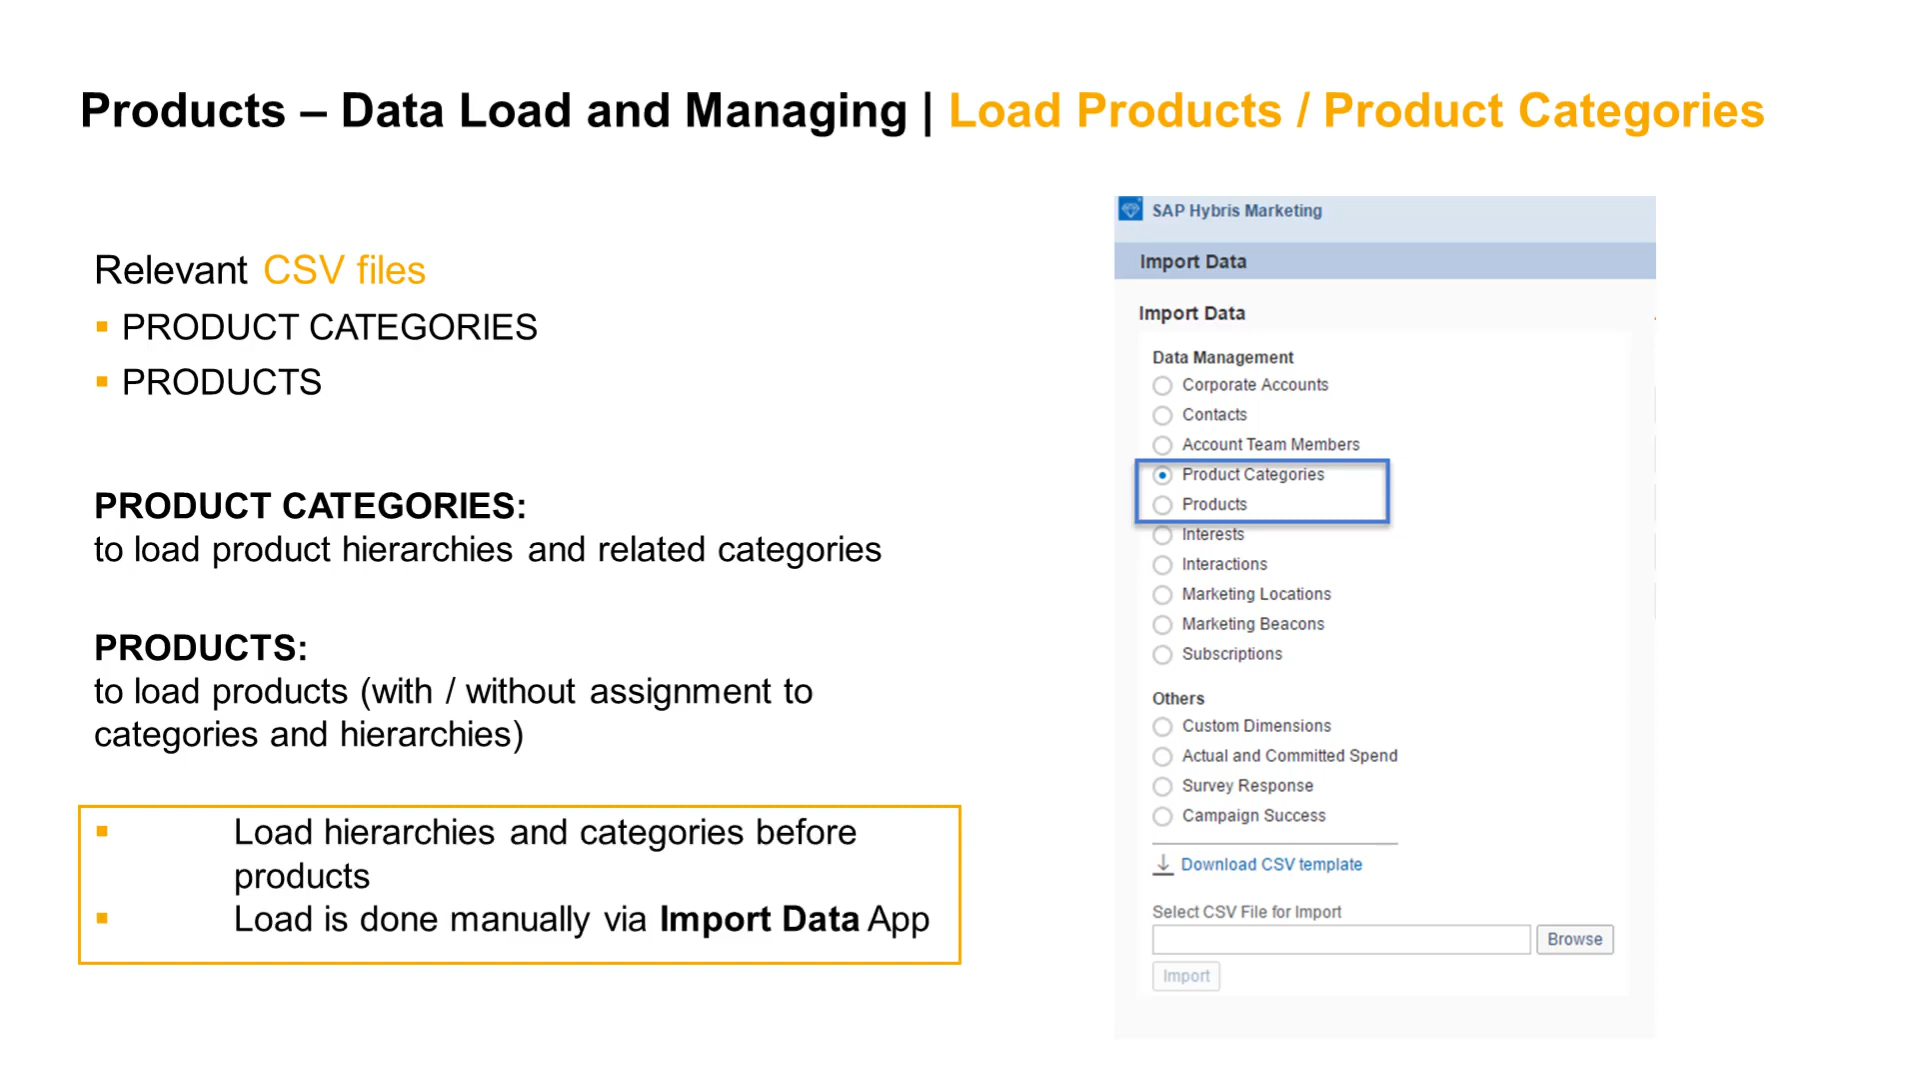 Products – Data Load and Managing | Load Products / Product Categories
Relevant CSV files
▪ PRODUCT CATEGORIES
▪ PRODUCTS
PRODUCT CATEGORIES:
to load product hierarchies and related categories
PRODUCTS:
to load products (with / without assignment to
categories and hierarchies)
▪ Load hierarchies and categories before
products
▪ Load is done manually via Import Data App
SAP Hybris Marketing
Import Data
Import Data
Data Management
Corporate Accounts
Contacts
Account Team Members
Product Categories
Products
Interests
Interactions
Marketing Locations
Marketing Beacons
Subscriptions
Others
Custom Dimensions
Actual and Committed Spend
Survey Response
Campaign Success
Download CSV template
Select CSV File for Import
Browse
Import